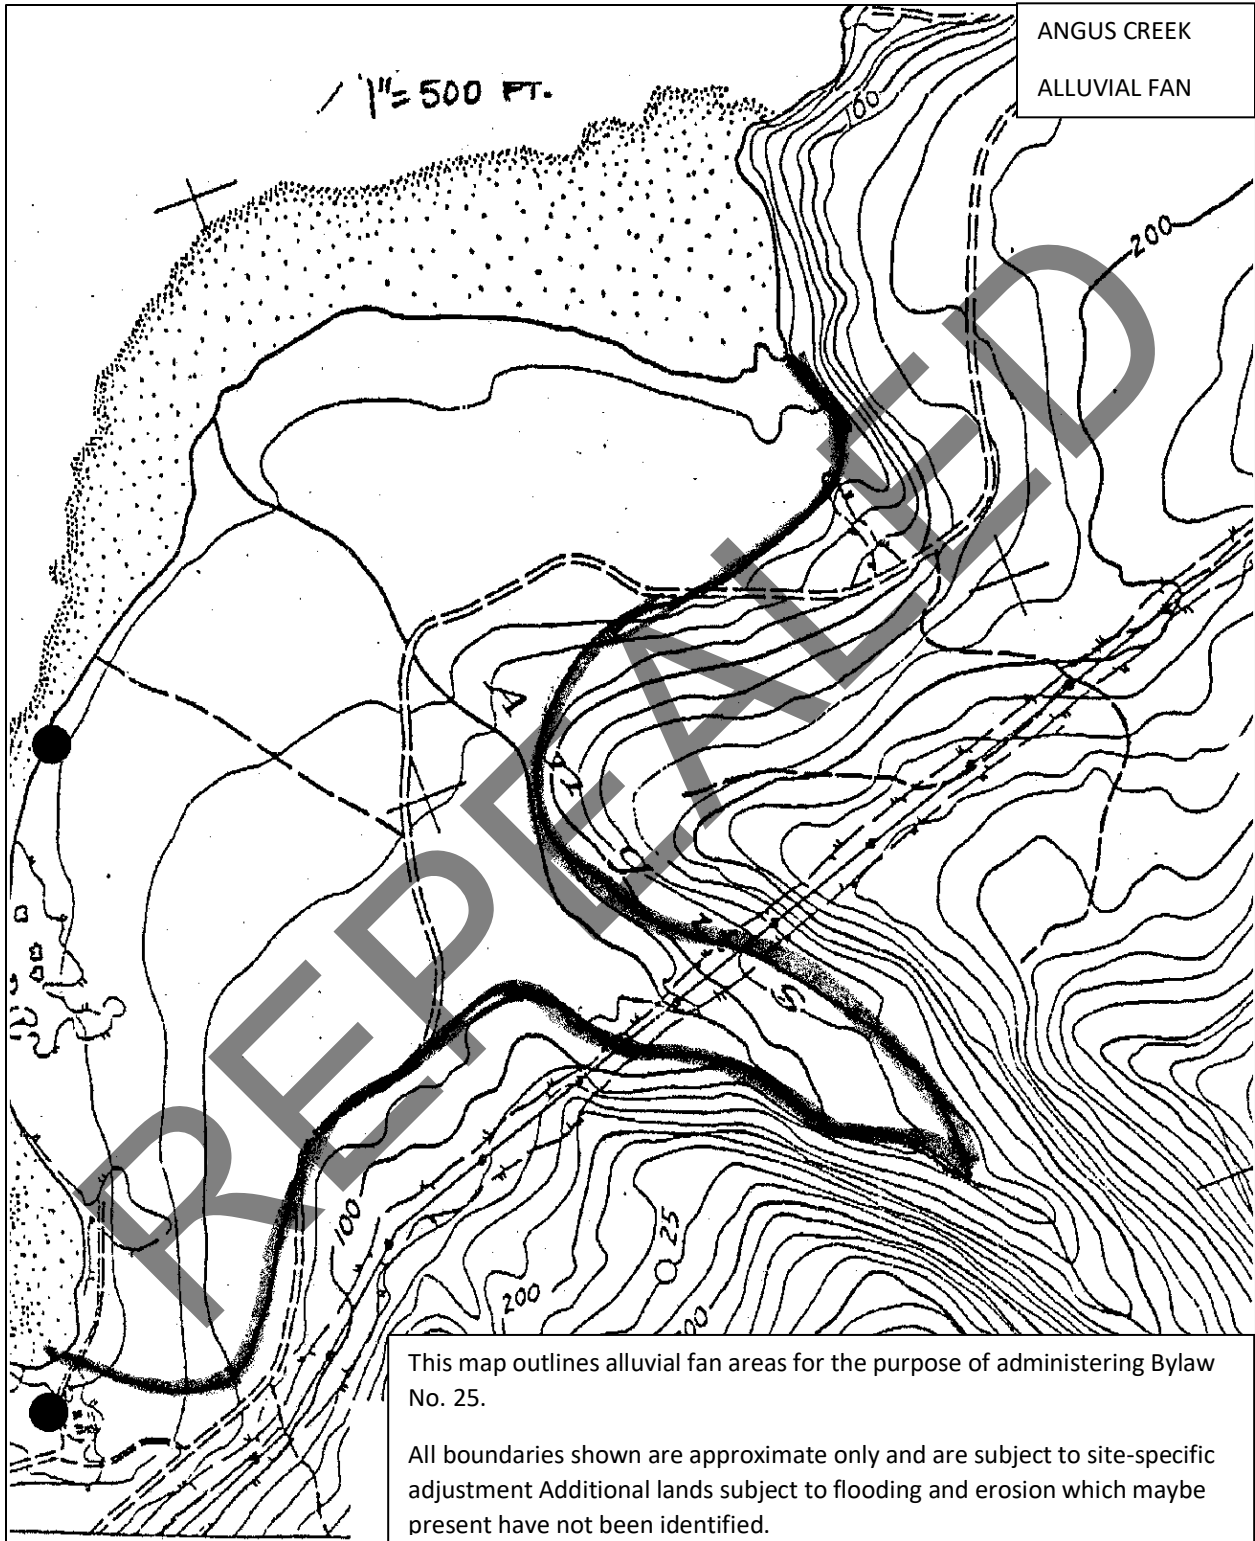 ANGUS CREEK
ALLUVIAL FAN
1"= 500 FT.
100
200
REPEALED
100
25
200
This map outlines alluvial fan areas for the purpose of administering Bylaw
No. 25.
All boundaries shown are approximate only and are subject to site-specific
adjustment Additional lands subject to flooding and erosion which maybe
present have not been identified.